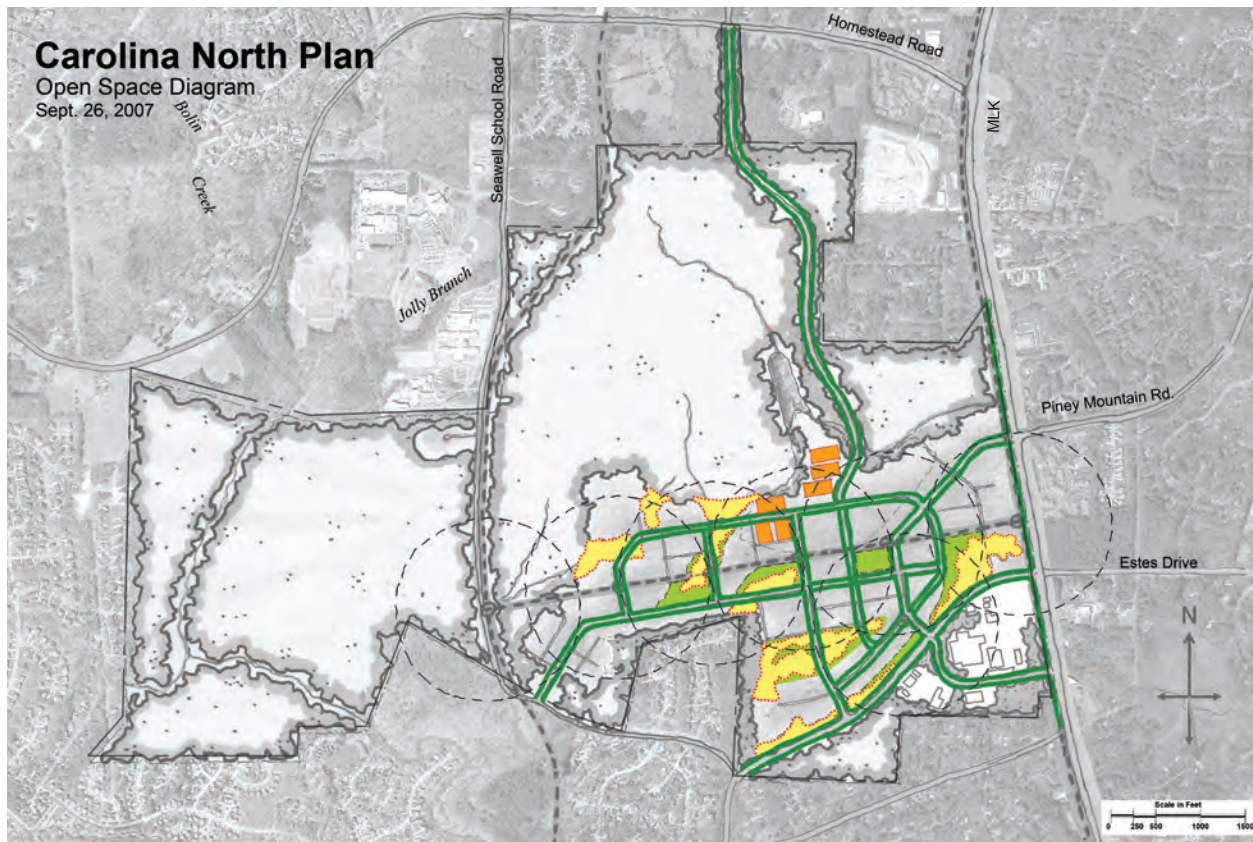 Carolina North Plan
Open Space Diagram
Sept. 26, 2007
Homestead Road
Bolin
Creek
Seawell School Road
MLK
Jolly Branch
Piney Mountain Rd.
Estes Drive
N
Scale in Feet
0 250 500 1000 1500